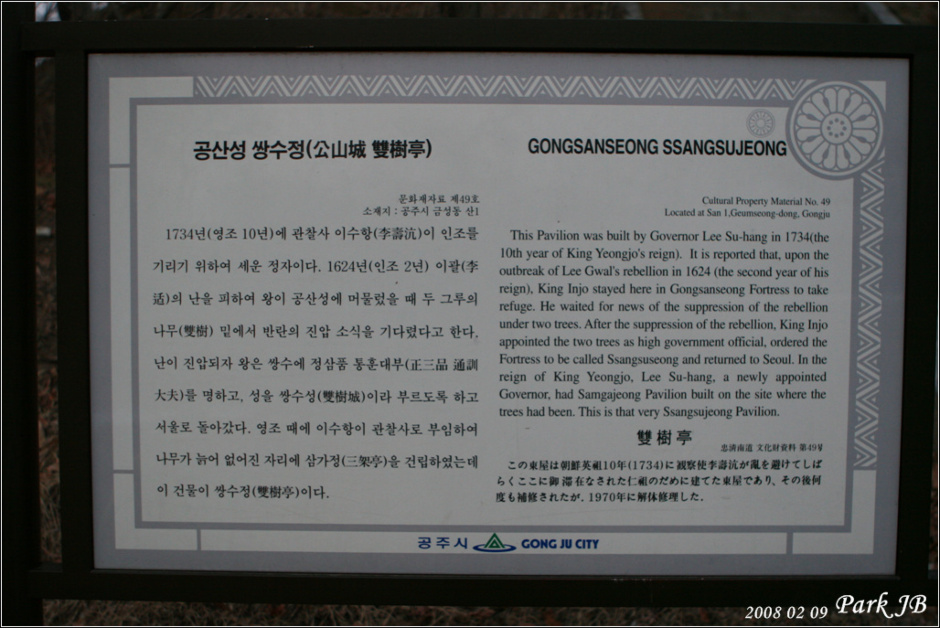 공산성 쌍수정(公山城 雙樹亭)
문화재자료 제49호
소재지 : 공주시 금성동 산1
1734년(영조 10년)에 관찰사 이수항(李壽沆)이 인조를
기리기 위하여 세운 정자이다. 1624년(인조 2년) 이괄(李
适)의 난을 피하여 왕이 공산성에 머물렀을 때 두 그루의
나무(雙樹) 밑에서 반란의 진압 소식을 기다렸다고 한다.
난이 진압되자 왕은 쌍수에 정삼품 통훈대부(正三品 通訓
大夫)를 명하고, 성을 쌍수성(雙樹城)이라 부르도록 하고
서울로 돌아갔다. 영조 때에 이수항이 관찰사로 부임하여
나무가 늙어 없어진 자리에 삼가정(三架亭)을 건립하였는데
이 건물이 쌍수정(雙樹亭)이다.
GONGSANSEONG SSANGSUJEONG
Cultural Property Material No. 49
Located at San 1,Geumseong-dong, Gongju
This Pavilion was built by Governor Lee Su-hang in 1734(the
10th year of King Yeongjo's reign). It is reported that, upon the
outbreak of Lee Gwal's rebellion in 1624 (the second year of his
reign), King Injo stayed here in Gongsanseong Fortress to take
refuge. He waited for news of the suppression of the rebellion
under two trees. After the suppression of the rebellion, King Injo
appointed the two trees as high government official, ordered the
Fortress to be called Ssangsuseong and returned to Seoul. In the
reign of King Yeongjo, Lee Su-hang, a newly appointed
Governor, had Samgajeong Pavilion built on the site where the
trees had been. This is that very Ssangsujeong Pavilion.
雙樹亭
忠淸南道 文化財資料 第49号
この東屋は朝鮮英祖10年(1734)に観察使李壽沆が亂を避けてしば
らくここに御滞在なされた仁祖のだめに建てた東屋であり、その後何
度も補修されたが、1970年に解体修理した.
공주시 GONG JU CITY
2008 02 09 Park JB